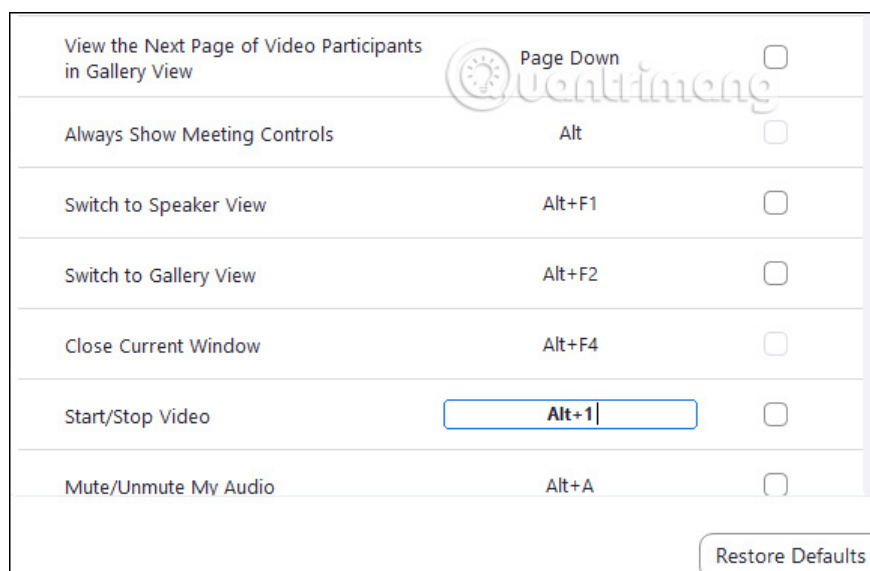 View the Next Page of Video Participants
in Gallery View
Page Down
Quantrimang
Always Show Meeting Controls
Alt
Switch to Speaker View
Alt+F1
Switch to Gallery View
Alt+F2
Close Current Window
Alt+F4
Start/Stop Video
Alt+1
Mute/Unmute My Audio
Alt+A
Restore Defaults